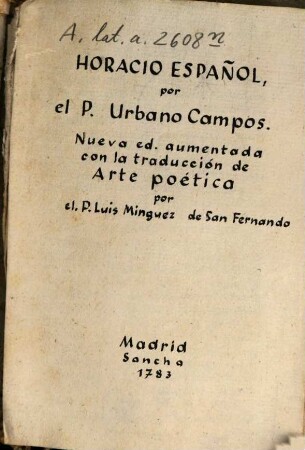 A. lat. a. 2608 n
HORACIO ESPAÑOL,
por
el P. Urbano Campos.
Nueva ed. aumentada
con la traducción de
Arte poética
por
el. P. Luis Minguez de San Fernando
Madrid
Sancha
1783